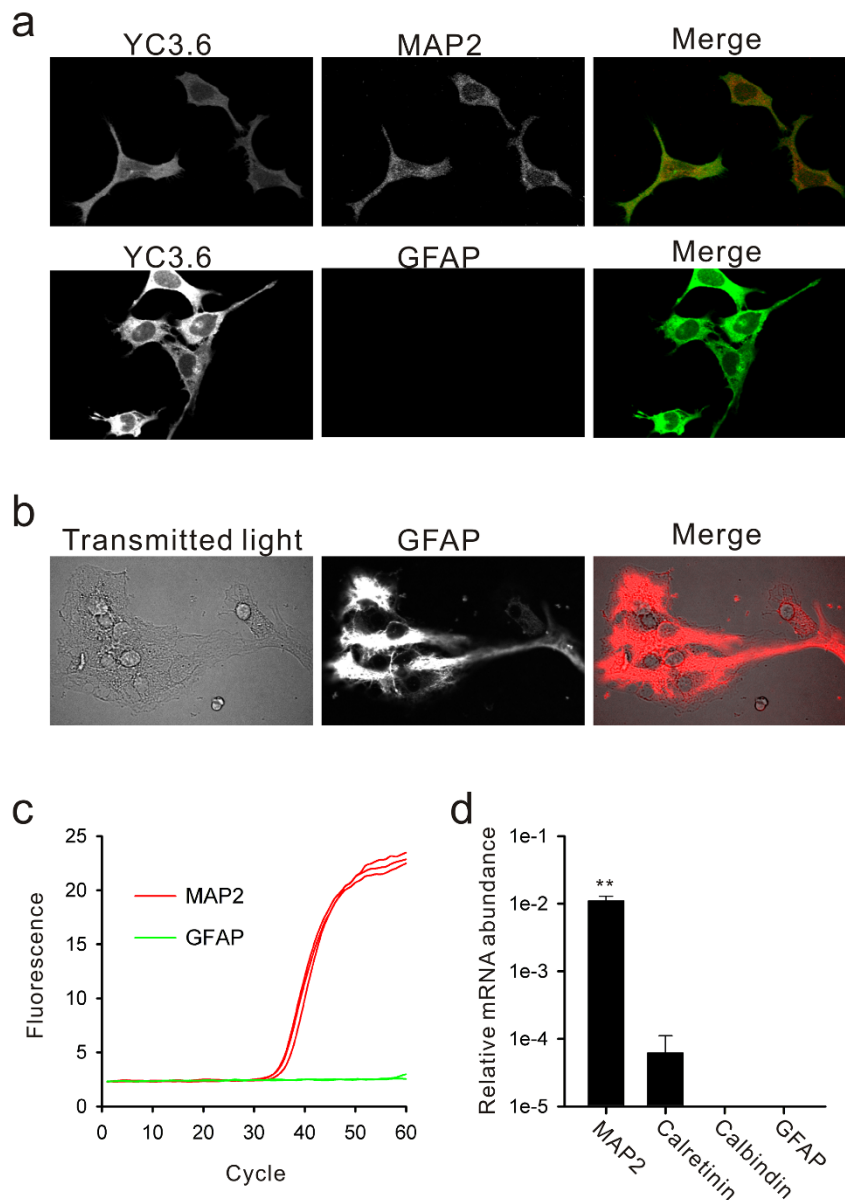 a
YC3.6 MAP2 Merge
YC3.6 GFAP Merge
b
Transmitted light GFAP Merge
c
25
20
15
10
5
0
Fluorescence
MAP2
GFAP
0 10 20 30 40 50 60
Cycle
d
1e-1
1e-2
1e-3
1e-4
1e-5
Relative mRNA abundance
**
MAP2
Calretinin
Calbindin
GFAP